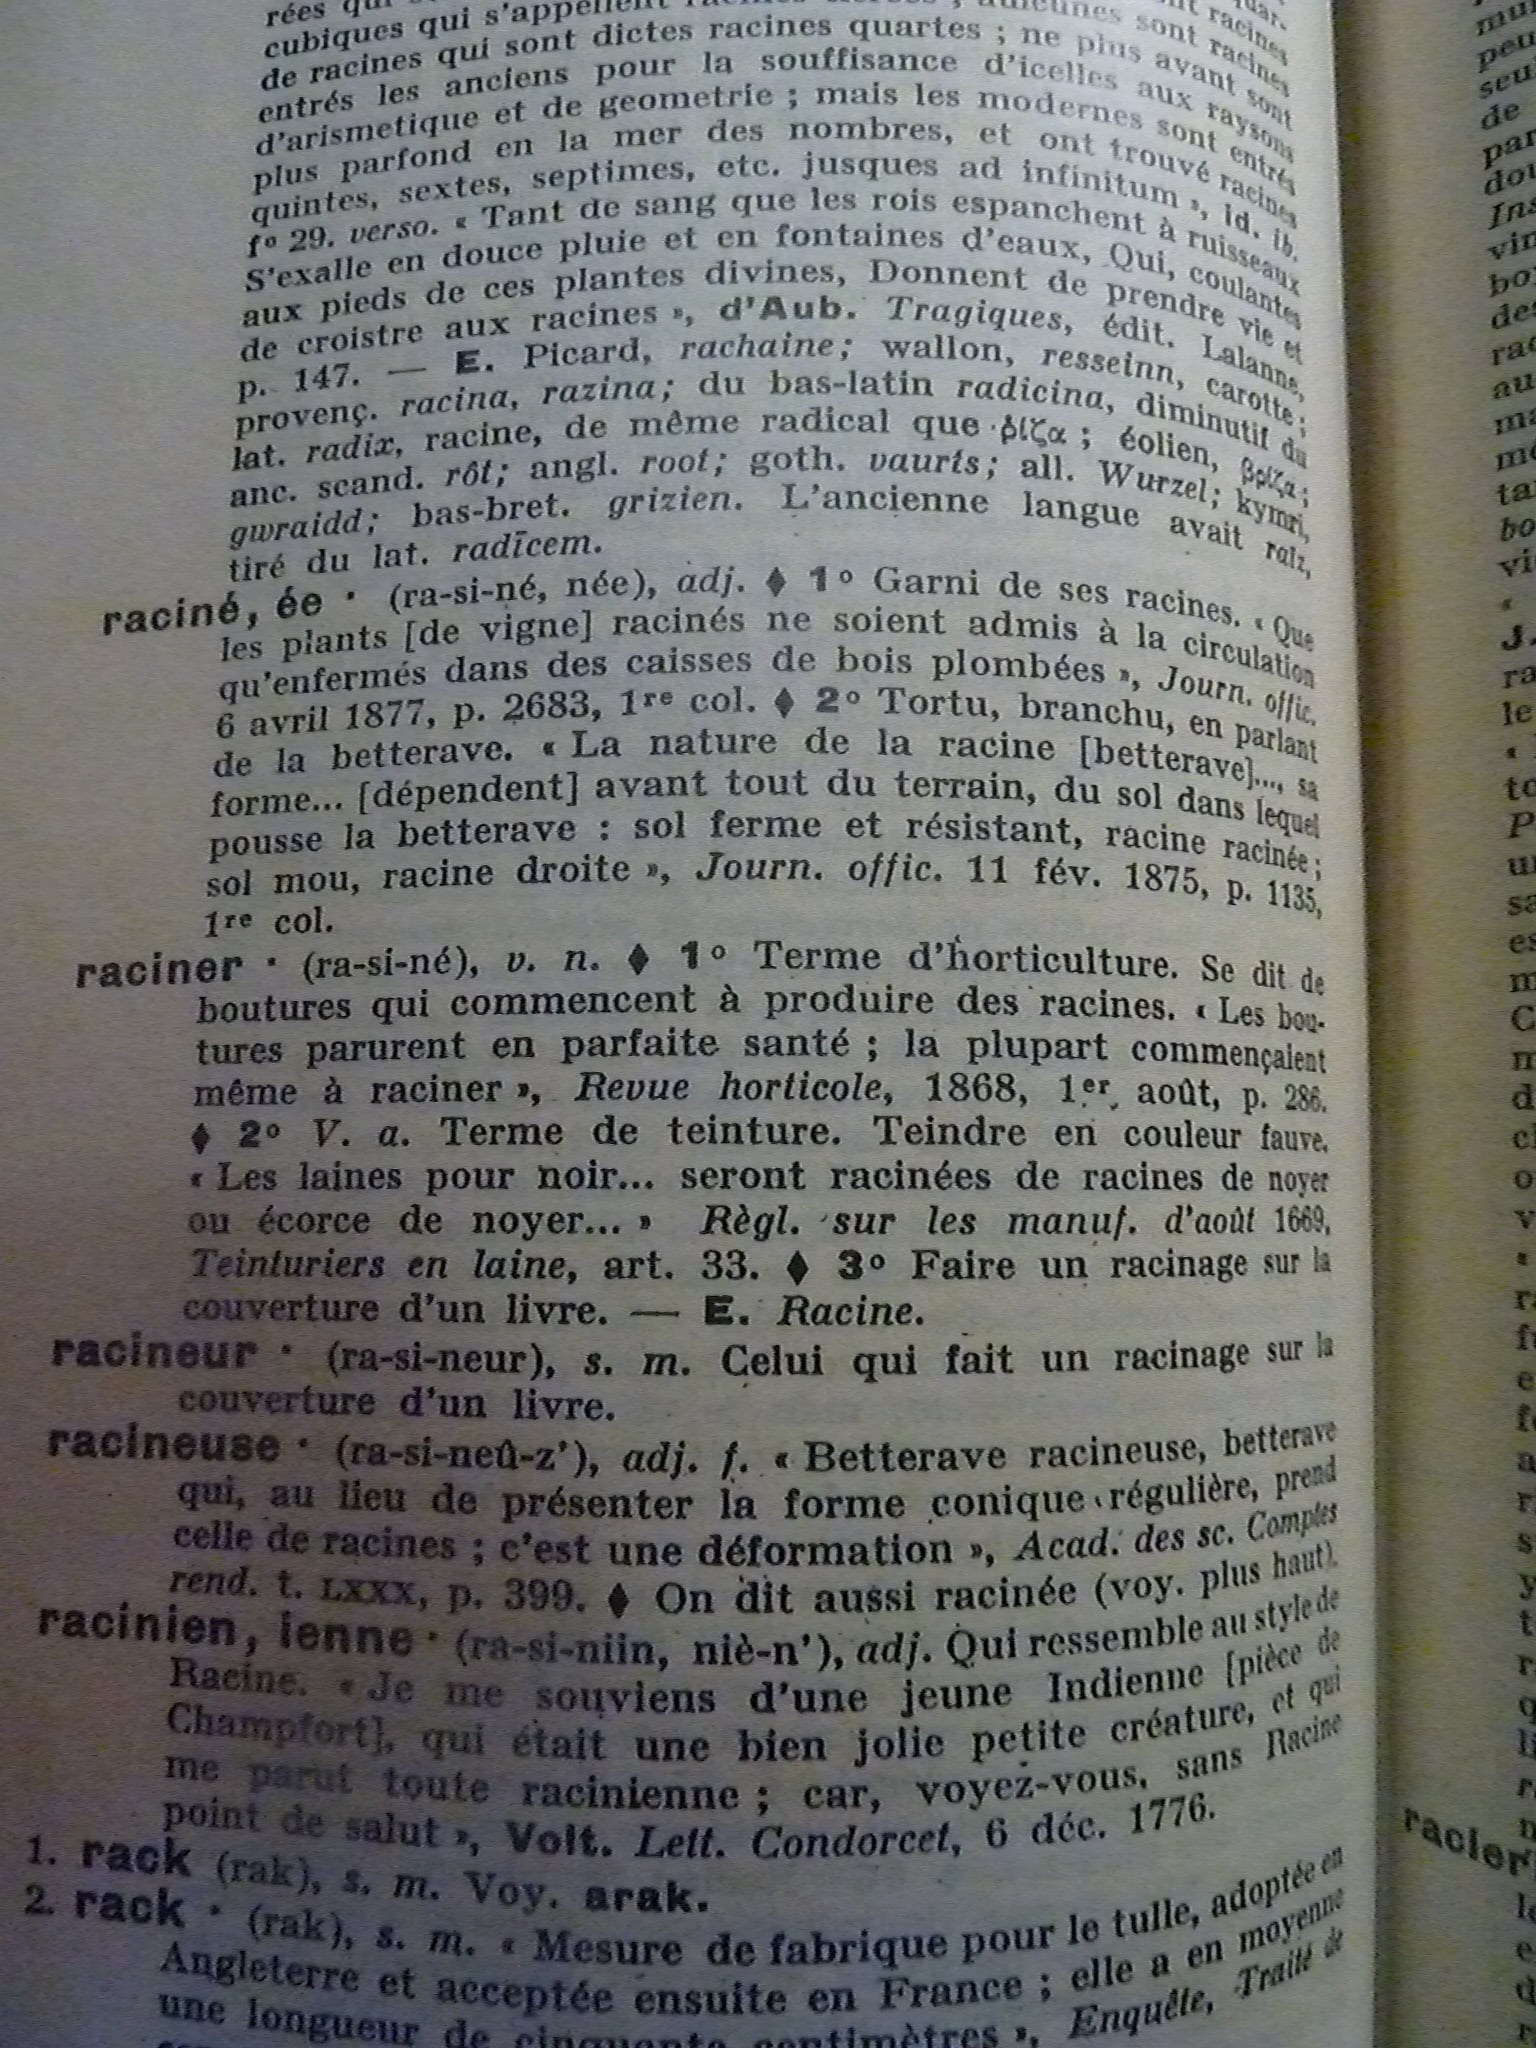 cubiques qui s'appellent racines
de racines qui sont dictes racines quartes ; ne plus avant sont
entrés les anciens pour la souffisance d'icelles aux raysons
d'arismetique et de geometrie ; mais les modernes sont entrés
plus parfond en la mer des nombres, et ont trouvé racines
quintes, sextes, septimes, etc. jusques ad infinitum », id. ib.
fº 29. verso. « Tant de sang que les rois espanchent à ruisseaux
S'exalle en douce pluie et en fontaines d'eaux, Qui, coulantes
aux pieds de ces plantes divines, Donnent de prendre vie et
de croistre aux racines », d'Aub. Tragiques, édit. Lalanne,
p. 147. — E. Picard, rachaine; wallon, resseinn, carotte ;
provenç. racina, razina; du bas-latin radicina, diminutif du
lat. radix, racine, de même radical que ῥίζα ; éolien, βρίζα ;
anc. scand. rôt; angl. root; goth. vaurts; all. Wurzel; kymri,
gwraidd; bas-bret. grizien. L'ancienne langue avait raïz,
tiré du lat. radīcem.
raciné, ée * (ra-si-né, née), adj. ♦ 1º Garni de ses racines. « Que
les plants [de vigne] racinés ne soient admis à la circulation
qu'enfermés dans des caisses de bois plombées », Journ. offic.
6 avril 1877, p. 2683, 1re col. ♦ 2º Tortu, branchu, en parlant
de la betterave. « La nature de la racine [betterave]..., sa
forme... [dépendent] avant tout du terrain, du sol dans lequel
pousse la betterave : sol ferme et résistant, racine racinée ;
sol mou, racine droite », Journ. offic. 11 fév. 1875, p. 1135,
1re col.
raciner * (ra-si-né), v. n. ♦ 1º Terme d'horticulture. Se dit de
boutures qui commencent à produire des racines. « Les bou-
tures parurent en parfaite santé ; la plupart commençaient
même à raciner », Revue horticole, 1868, 1er août, p. 286.
♦ 2º V. a. Terme de teinture. Teindre en couleur fauve.
« Les laines pour noir... seront racinées de racines de noyer
ou écorce de noyer... » Règl. sur les manuf. d'août 1669,
Teinturiers en laine, art. 33. ♦ 3º Faire un racinage sur la
couverture d'un livre. — E. Racine.
racineur * (ra-si-neur), s. m. Celui qui fait un racinage sur la
couverture d'un livre.
racineuse * (ra-si-neû-z'), adj. f. « Betterave racineuse, betterave
qui, au lieu de présenter la forme conique régulière, prend
celle de racines ; c'est une déformation », Acad. des sc. Comptes
rend. t. LXXX, p. 399. ♦ On dit aussi racinée (voy. plus haut).
racinien, ienne * (ra-si-niin, niè-n'), adj. Qui ressemble au style de
Racine. « Je me souviens d'une jeune Indienne [pièce de
Champfort], qui était une bien jolie petite créature, et qui
me parut toute racinienne ; car, voyez-vous, sans Racine
point de salut », Volt. Lett. Condorcet, 6 déc. 1776.
1. rack (rak), s. m. Voy. arak.
2. rack * (rak), s. m. « Mesure de fabrique pour le tulle, adoptée en
Angleterre et acceptée ensuite en France ; elle a en moyenne
une longueur de cinquante centimètres », Enquête, Traité de